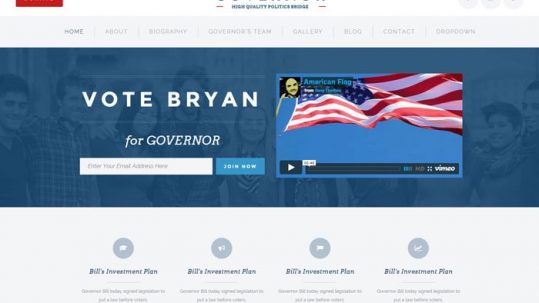 HIGH QUALITY POLITICS BRIDGE
HOME ABOUT BIOGRAPHY GOVERNOR'S TEAM GALLERY BLOG CONTACT DROPDOWN
VOTE BRYAN
for GOVERNOR
Enter Your Email Address Here JOIN NOW
American Flag
HD vimeo
Bill's Investment Plan Bill's Investment Plan Bill's Investment Plan Bill's Investment Plan
Governor Bill today signed legislation to Governor Bill today signed legislation to Governor Bill today signed legislation to Governor Bill today signed legislation to
put a law before voters. put a law before voters. put a law before voters. put a law before voters.